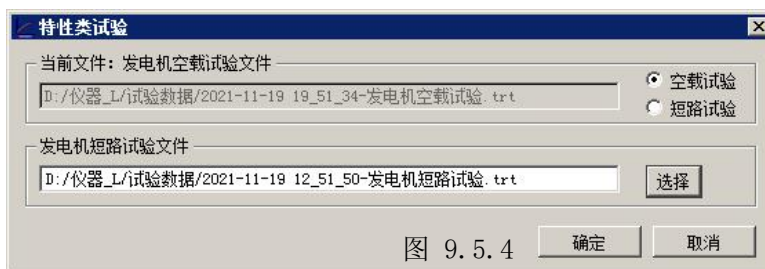 特性类试验
当前文件：发电机空载试验文件
D:/仪器_L/试验数据/2021-11-19 19_51_34-发电机空载试验.trt
空载试验
短路试验
发电机短路试验文件
D:/仪器_L/试验数据/2021-11-19 12_51_50-发电机短路试验.trt
选择
图 9.5.4
确定
取消